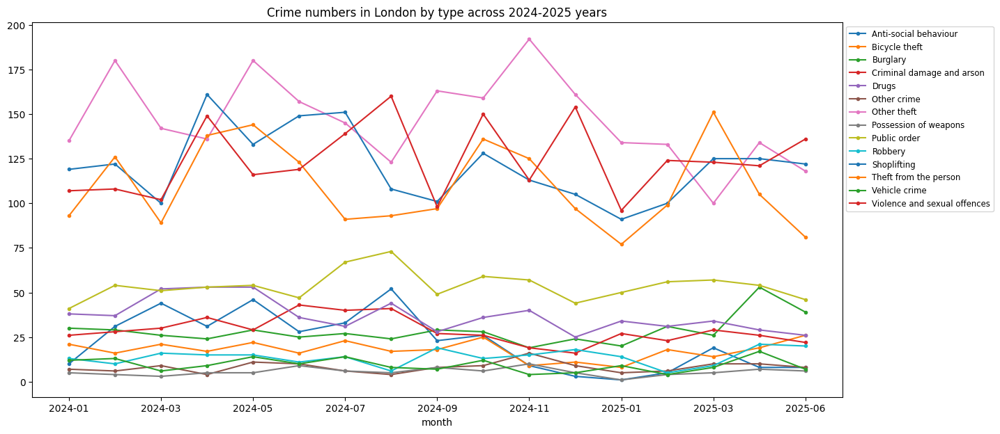 Crime numbers in London by type across 2024-2025 years
200
175
150
125
100
75
50
25
0
2024-01 2024-03 2024-05 2024-07 2024-09 2024-11 2025-01 2025-03 2025-06
month
Anti-social behaviour
Bicycle theft
Burglary
Criminal damage and arson
Drugs
Other crime
Other theft
Possession of weapons
Public order
Robbery
Shoplifting
Theft from the person
Vehicle crime
Violence and sexual offences